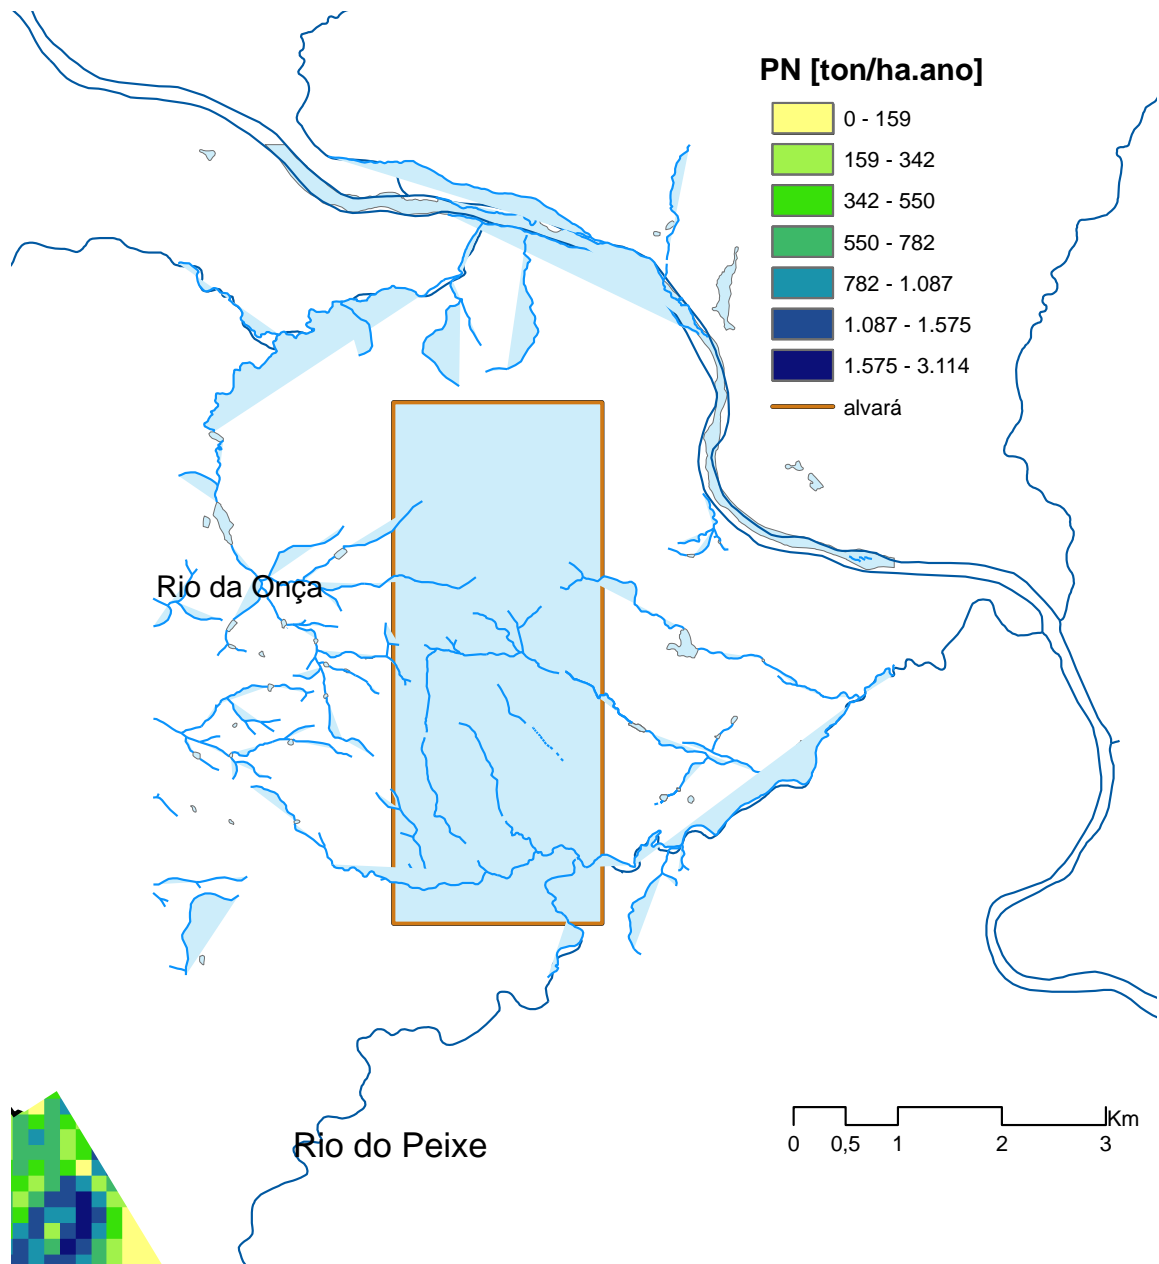 PN [ton/ha.ano]
0 - 159
159 - 342
342 - 550
550 - 782
782 - 1.087
1.087 - 1.575
1.575 - 3.114
alvará
Rio da Onça
Rio do Peixe
Km
0 0,5 1 2 3